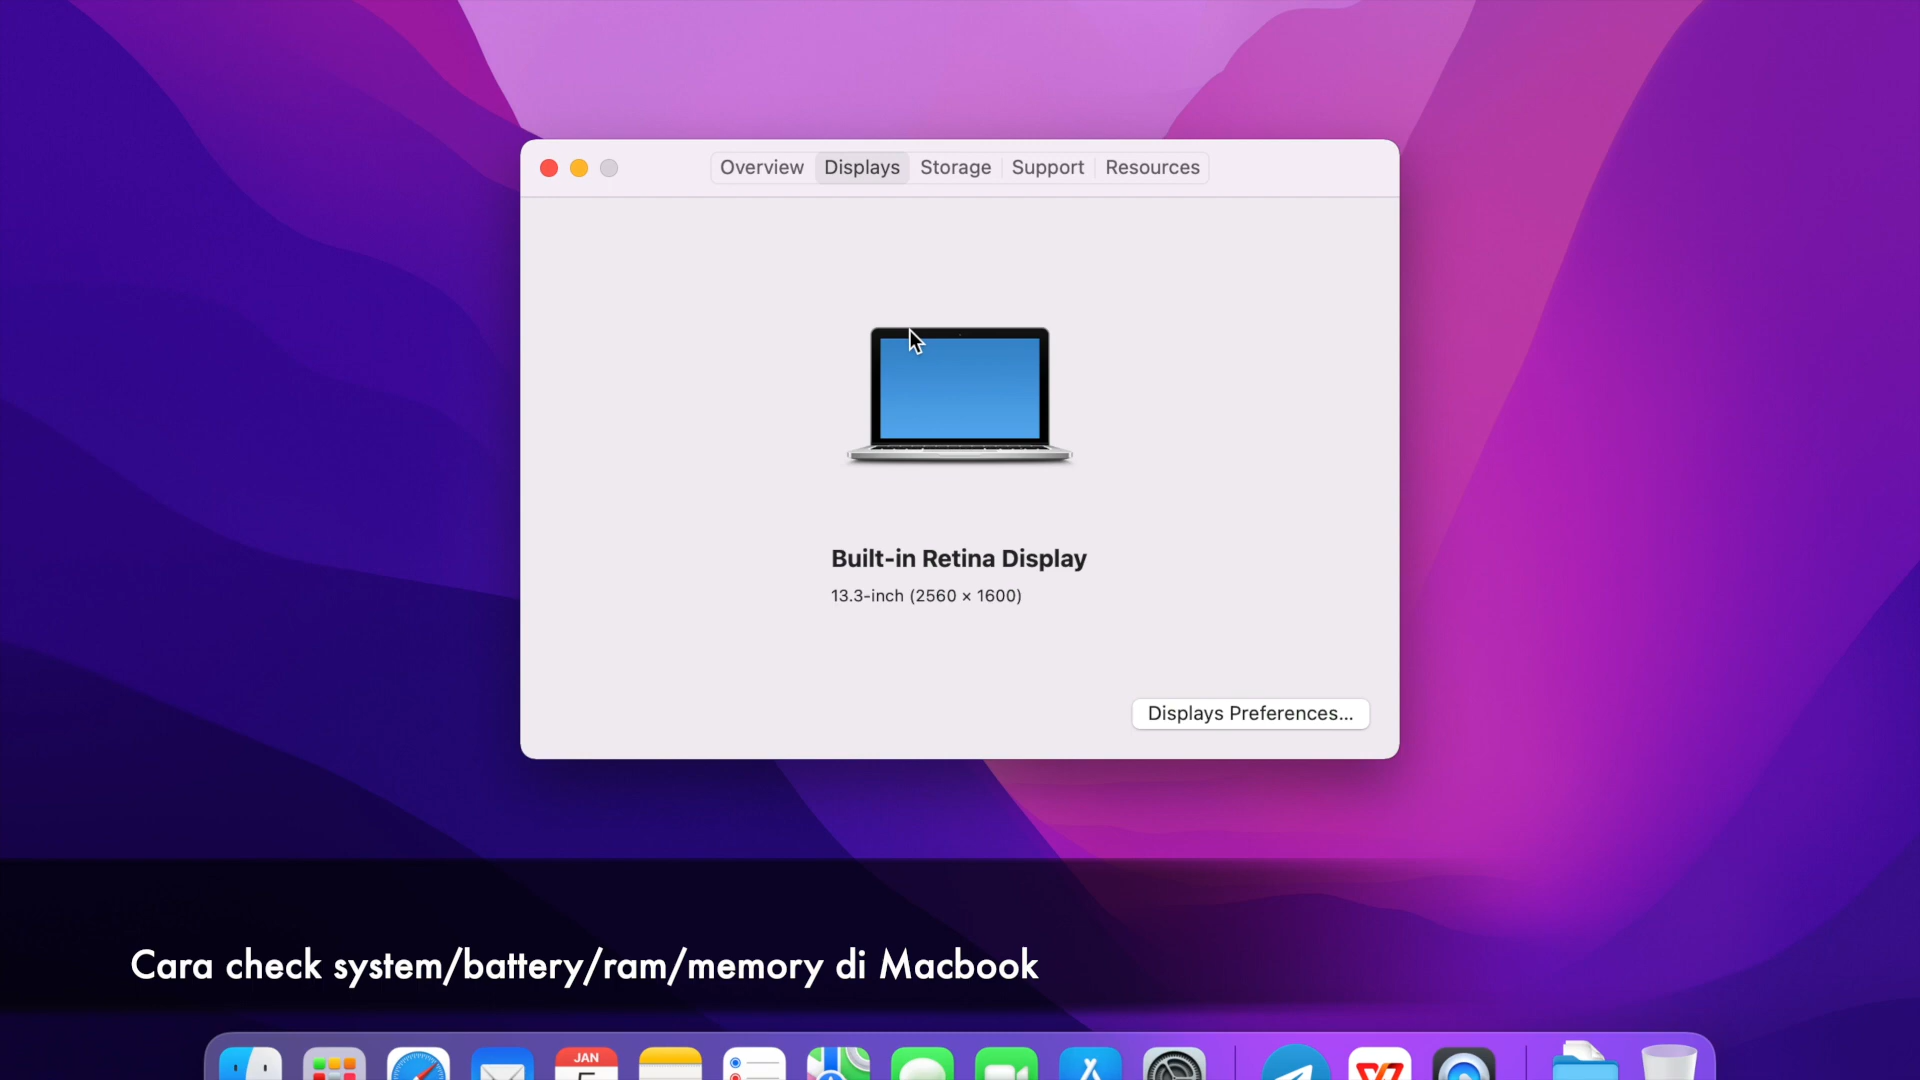 Overview Displays Storage Support Resources
Built-in Retina Display
13.3-inch (2560 × 1600)
Displays Preferences...
Cara check system/battery/ram/memory di Macbook
JAN